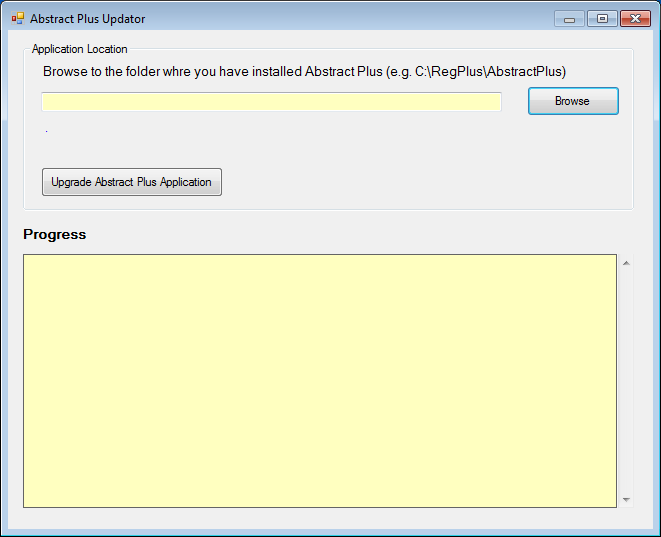 Abstract Plus Updator
Application Location
Browse to the folder whre you have installed Abstract Plus (e.g. C:\RegPlus\AbstractPlus)
Browse
.
Upgrade Abstract Plus Application
Progress